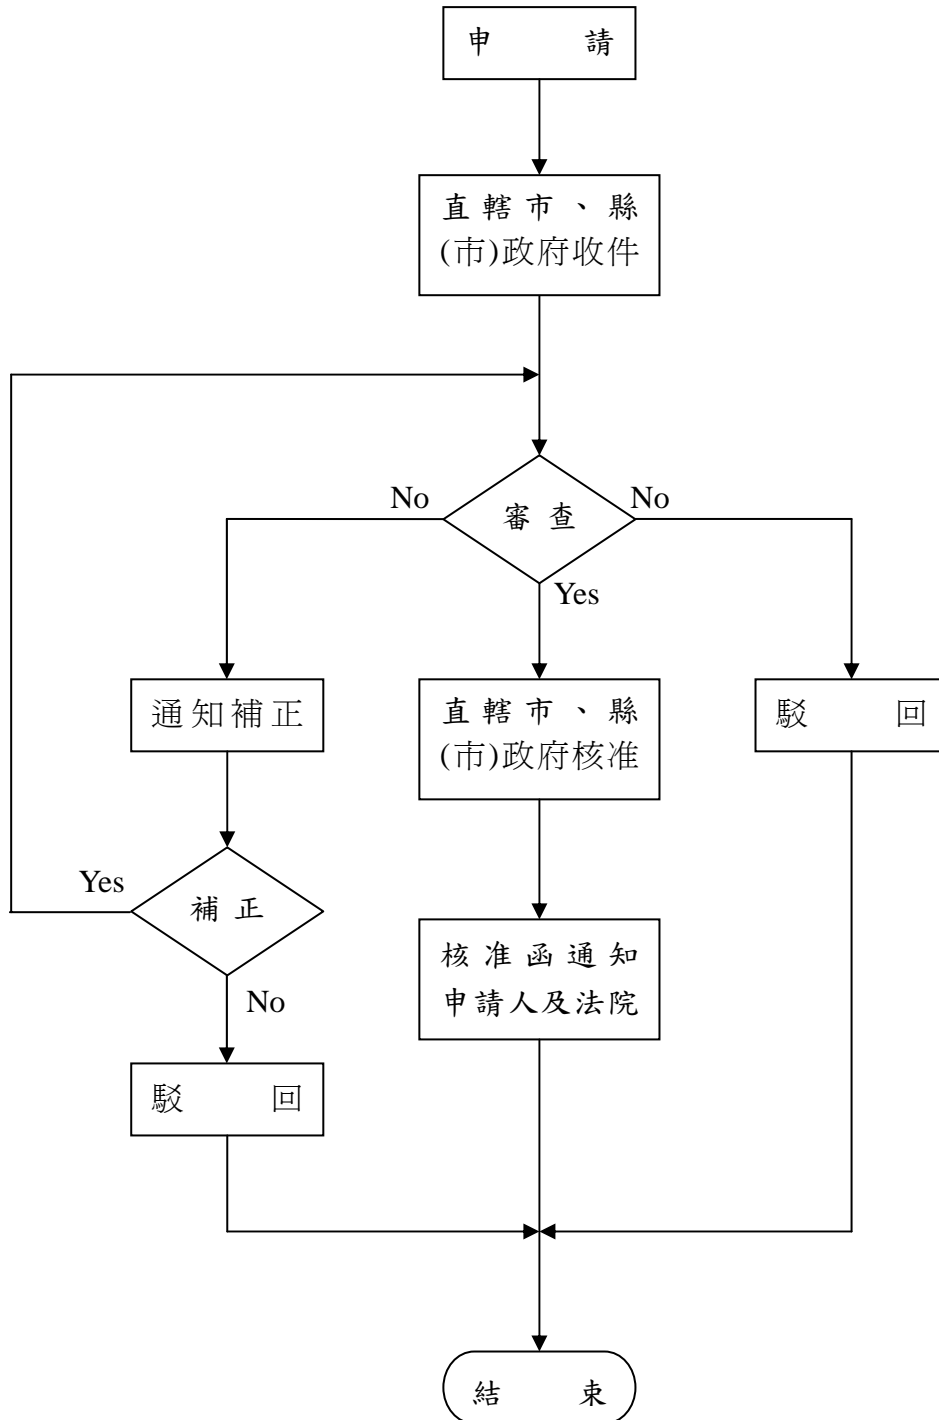 申請
直轄市、縣
(市)政府收件
No
審查
No
Yes
通知補正
直轄市、縣
(市)政府核准
駁回
Yes
補正
核准函通知
申請人及法院
No
駁回
結束